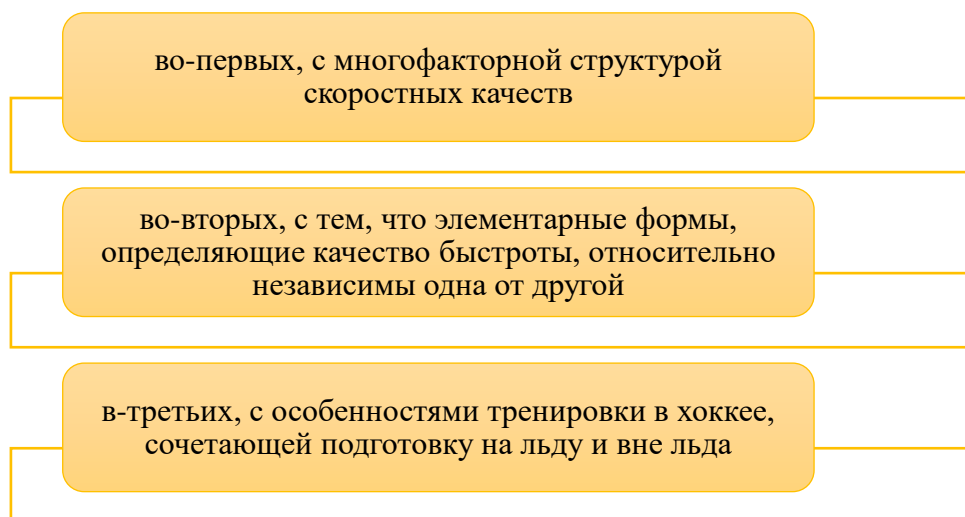 во-первых, с многофакторной структурой
скоростных качеств
во-вторых, с тем, что элементарные формы,
определяющие качество быстроты, относительно
независимы одна от другой
в-третьих, с особенностями тренировки в хоккее,
сочетающей подготовку на льду и вне льда